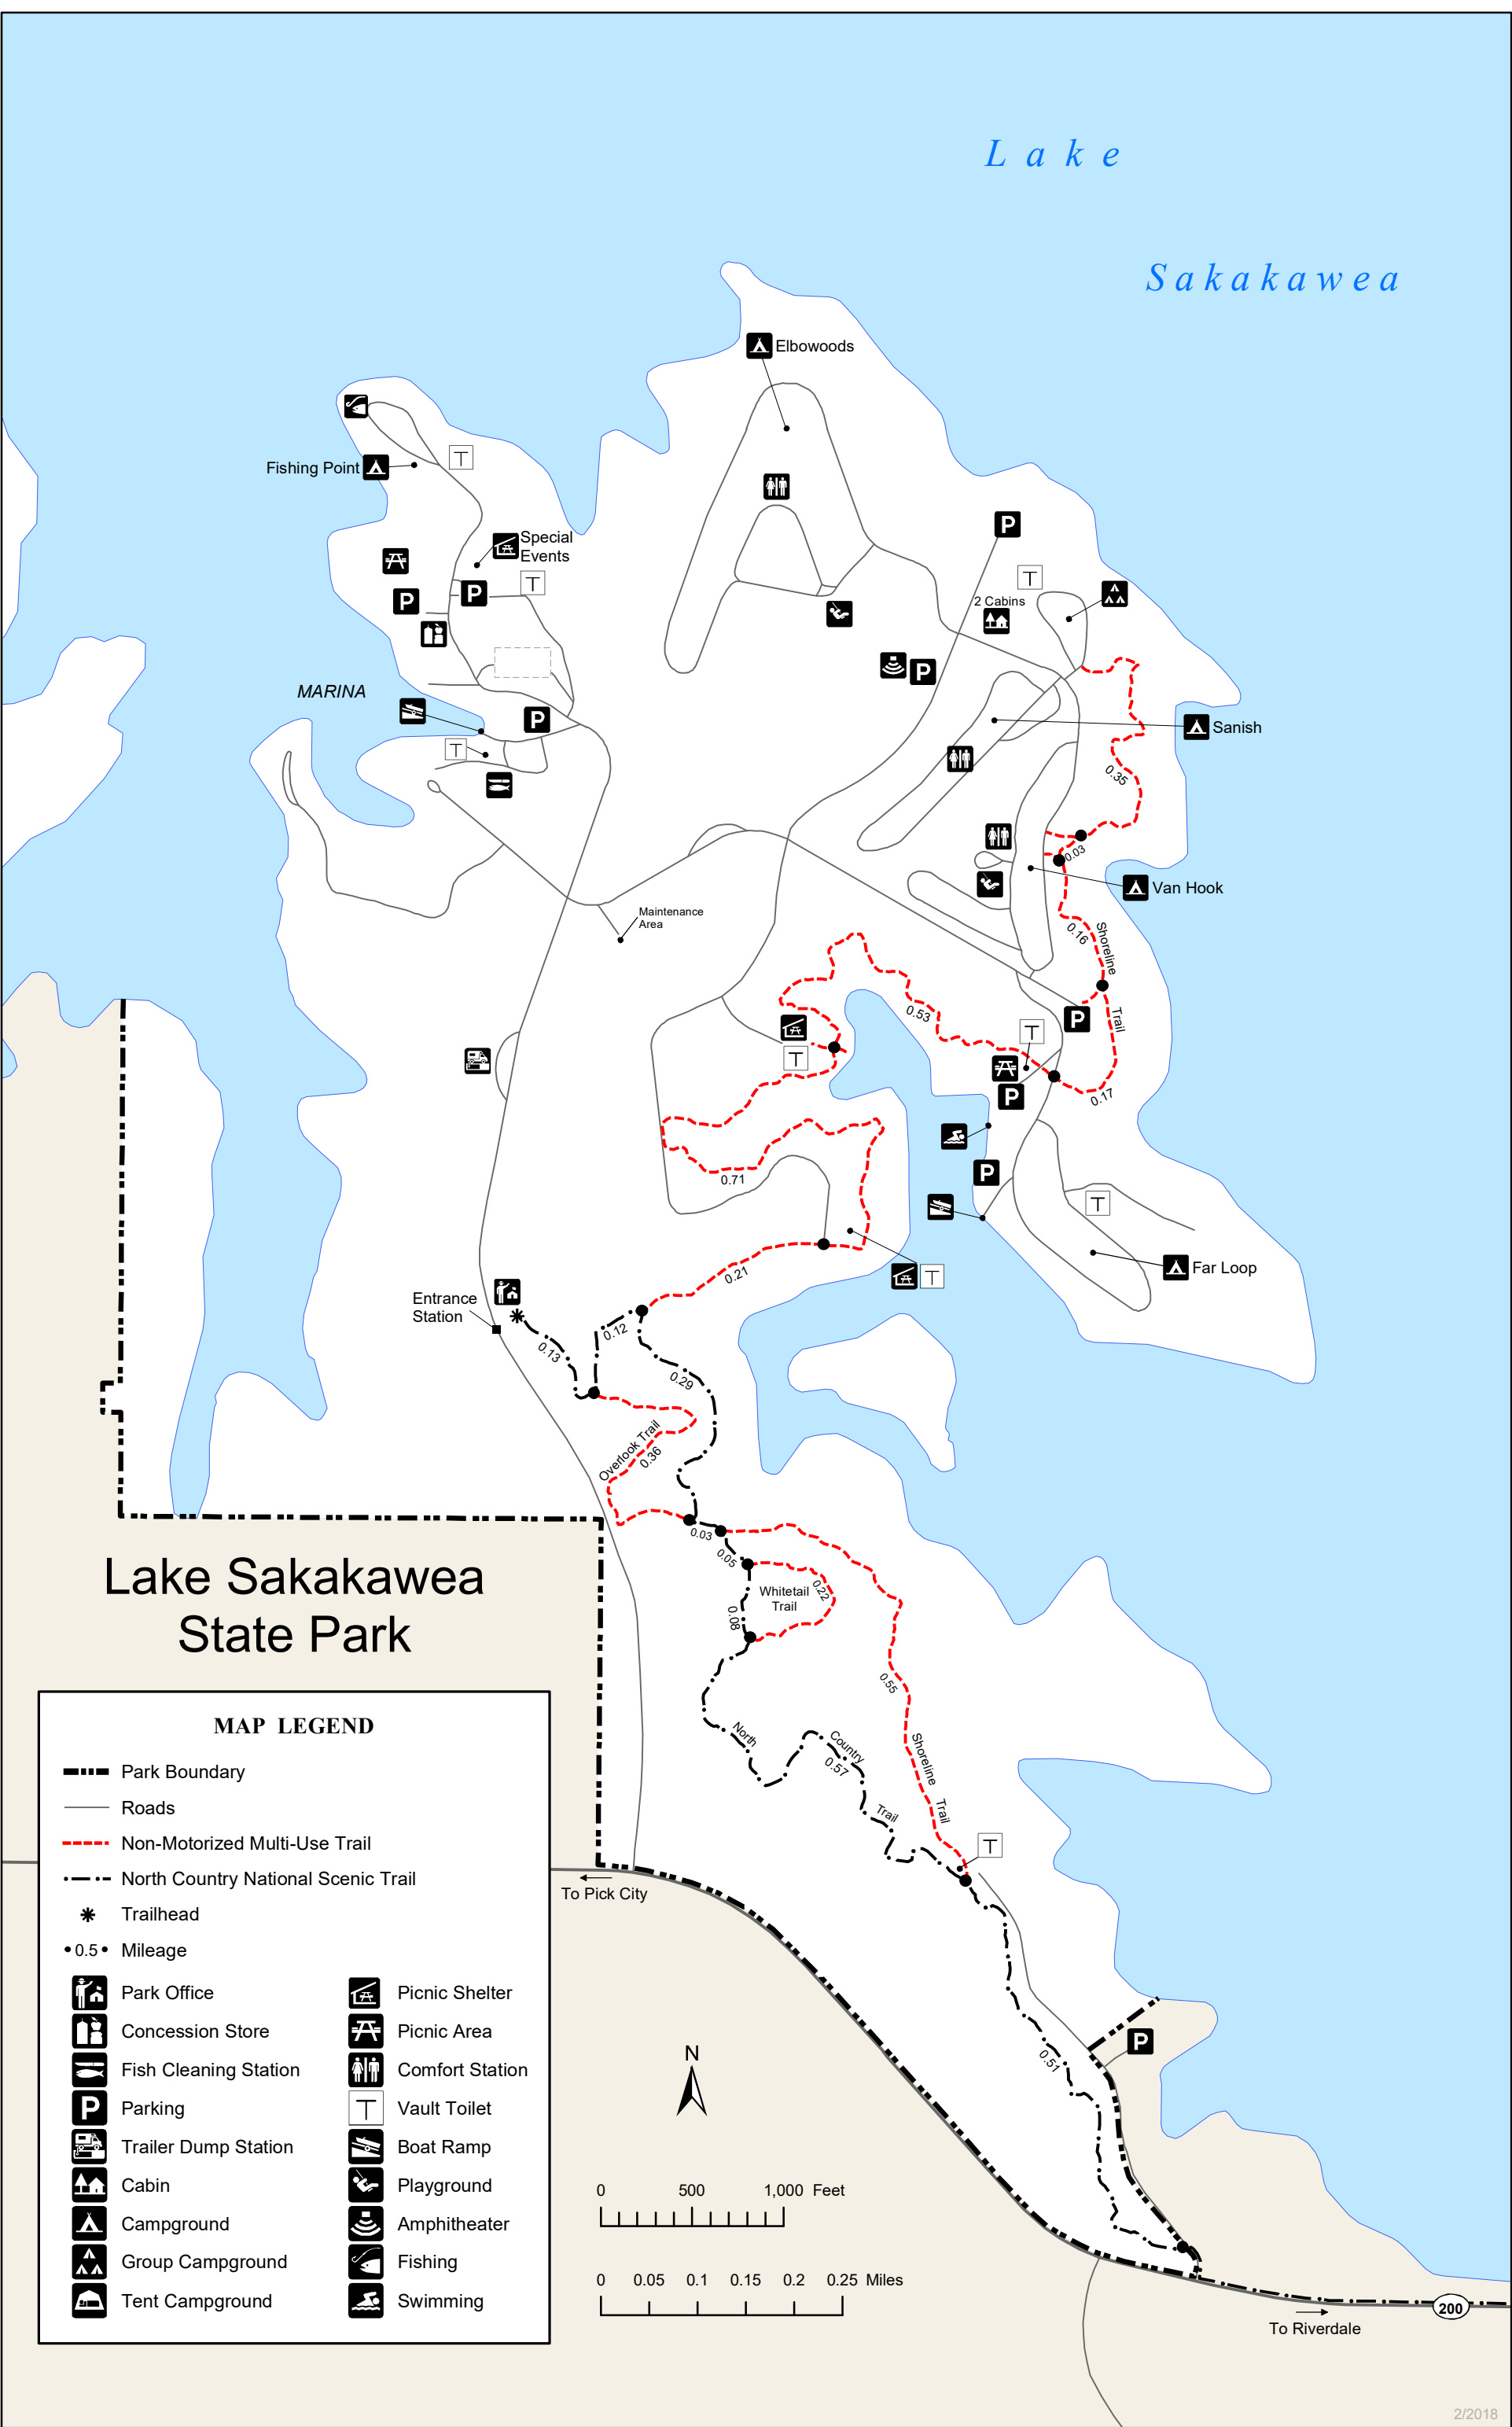 L a k e
S a k a k a w e a
Elbowoods
Fishing Point
Special
Events
P
P
P
2 Cabins
P
MARINA
P
Sanish
0.35
0.03
Van Hook
Maintenance
Area
0.16
Shoreline
Trail
0.53
P
P
0.17
0.71
P
Far Loop
0.21
Entrance
Station
0.12
0.13
0.29
Overlook Trail
0.36
0.03
0.05
Whitetail
Trail
0.22
0.08
0.55
North
Country
Trail
0.57
Shoreline
Trail
0.51
P
Lake Sakakawea
State Park
MAP LEGEND
Park Boundary
Roads
Non-Motorized Multi-Use Trail
North Country National Scenic Trail
Trailhead
0.5 Mileage
Park Office
Concession Store
Fish Cleaning Station
P Parking
Trailer Dump Station
Cabin
Campground
Group Campground
Tent Campground
Picnic Shelter
Picnic Area
Comfort Station
Vault Toilet
Boat Ramp
Playground
Amphitheater
Fishing
Swimming
To Pick City
N
0 500 1,000 Feet
0 0.05 0.1 0.15 0.2 0.25 Miles
200
To Riverdale
2/2018